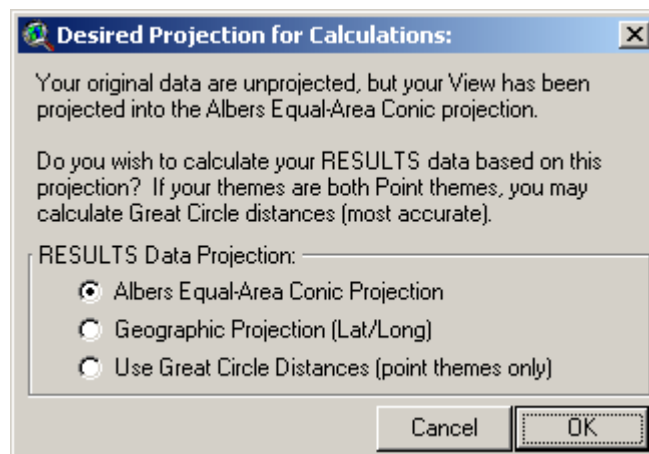 Desired Projection for Calculations:
Your original data are unprojected, but your View has been
projected into the Albers Equal-Area Conic projection.
Do you wish to calculate your RESULTS data based on this
projection? If your themes are both Point themes, you may
calculate Great Circle distances (most accurate).
RESULTS Data Projection:
Albers Equal-Area Conic Projection
Geographic Projection (Lat/Long)
Use Great Circle Distances (point themes only)
Cancel OK